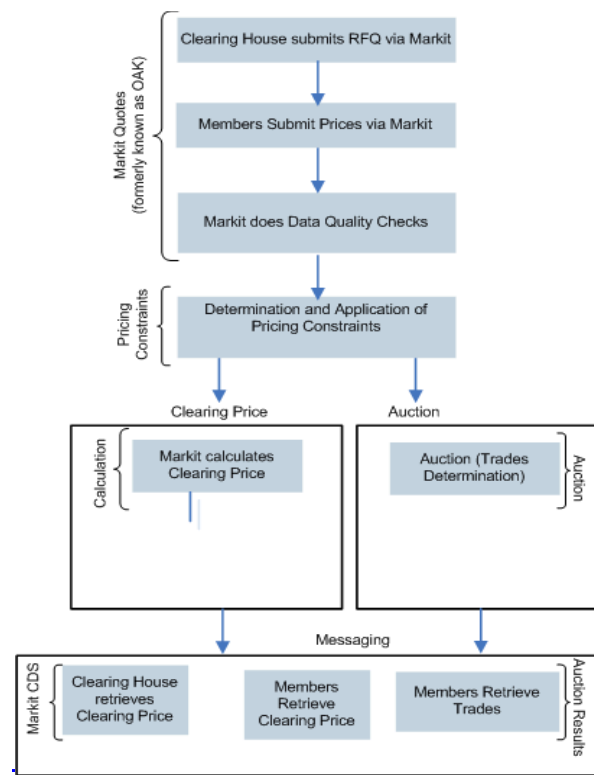 Clearing House submits RFQ via Markit
Markit Quotes
(formerly known as OAK)
Members Submit Prices via Markit
Markit does Data Quality Checks
Pricing
Constraints
Determination and Application of
Pricing Constraints
Clearing Price
Auction
Calculation
Markit calculates
Clearing Price
Auction (Trades
Determination)
Auction
Messaging
Markit CDS
Clearing House
retrieves
Clearing Price
Members
Retrieve
Clearing Price
Members Retrieve
Trades
Auction Results